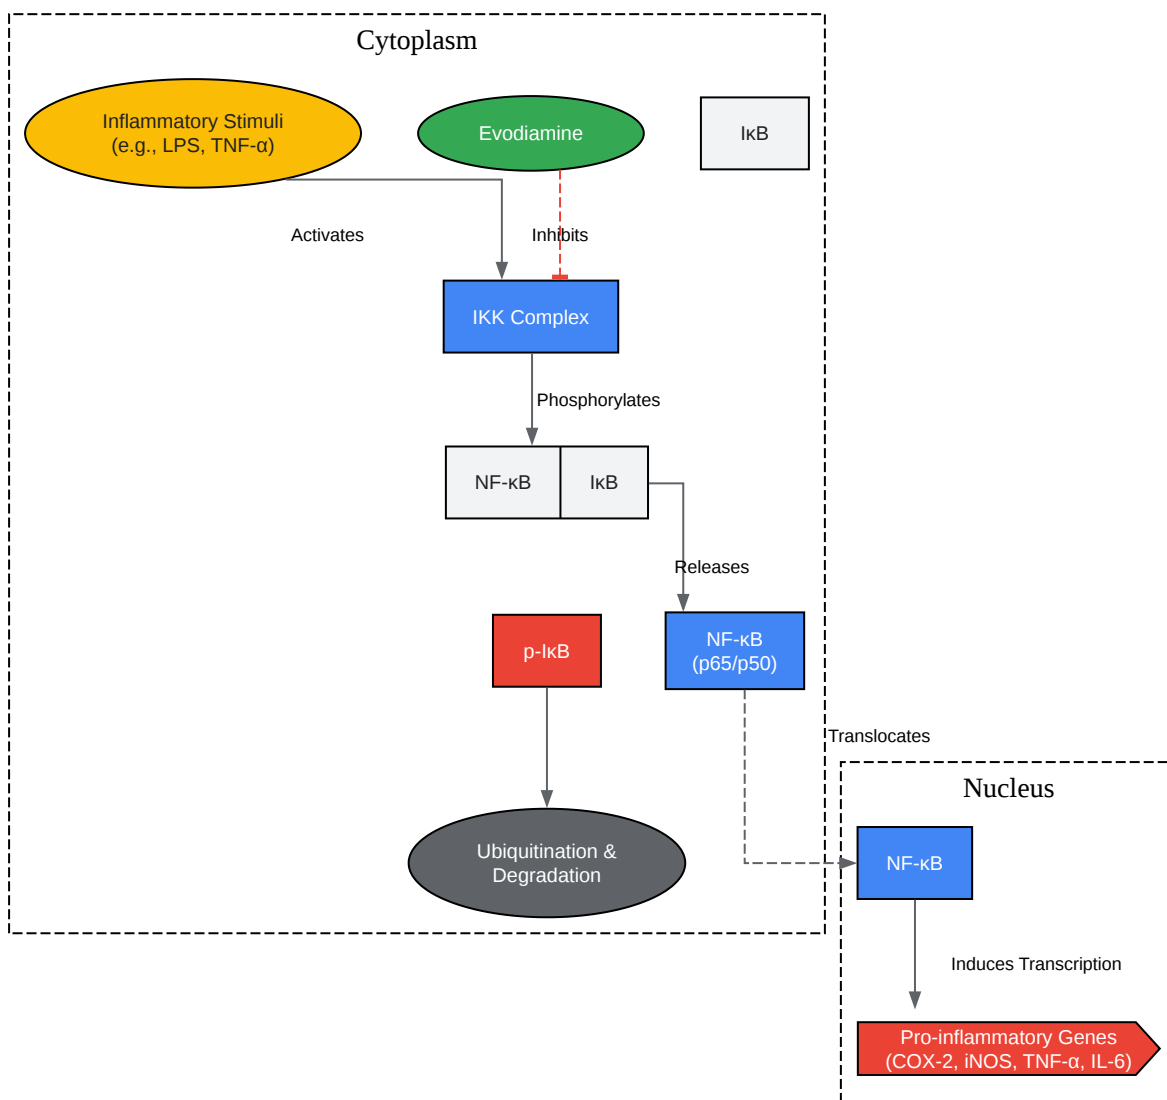 Cytoplasm
Inflammatory Stimuli
(e.g., LPS, TNF-α)
Evodiamine
IκB
Activates
Inhibits
IKK Complex
Phosphorylates
NF-κB
IκB
Releases
p-IκB
NF-κB
(p65/p50)
Translocates
Nucleus
Ubiquitination &
Degradation
NF-κB
Induces Transcription
Pro-inflammatory Genes
(COX-2, iNOS, TNF-α, IL-6)